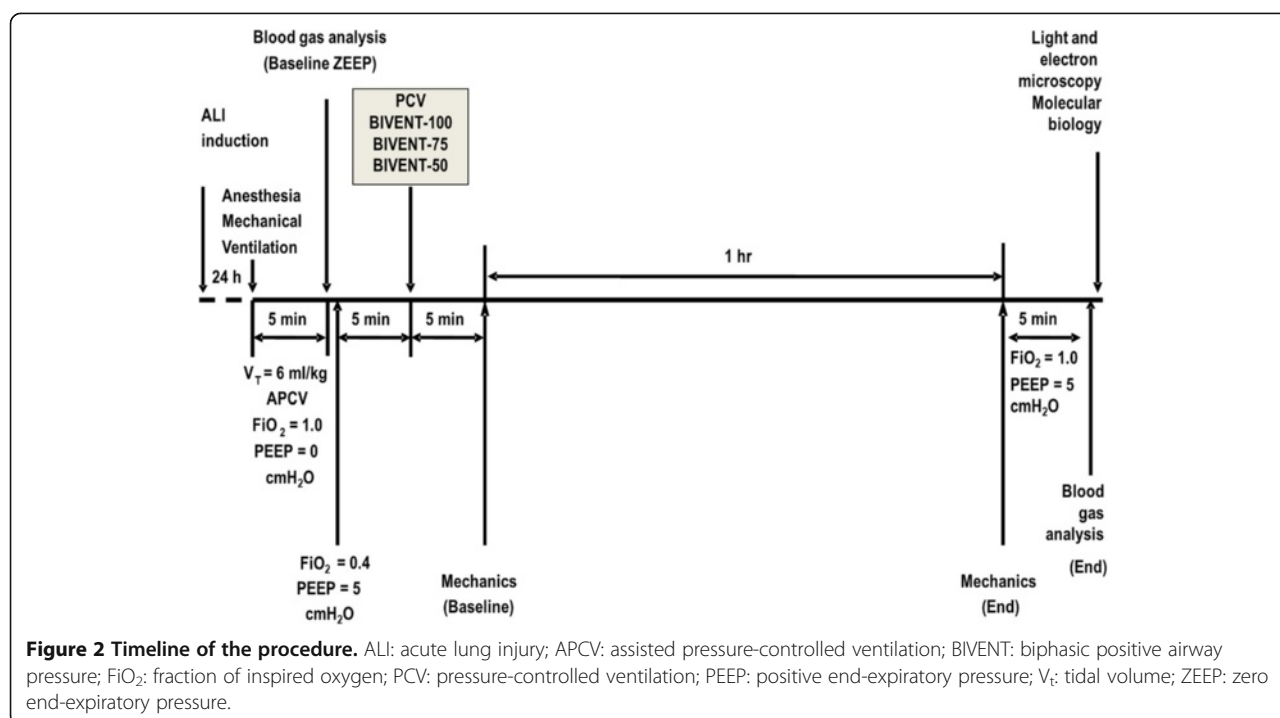 Blood gas analysis
(Baseline ZEEP)
Light and
electron
microscopy
Molecular
biology
PCV
BIVENT-100
BIVENT-75
BIVENT-50
ALI
induction
Anesthesia
Mechanical
Ventilation
24 h
1 hr
5 min
5 min
5 min
5 min
V_T = 6 ml/kg
APCV
FiO₂ = 1.0
PEEP = 0
cmH₂O
FiO₂ = 1.0
PEEP = 5
cmH₂O
FiO₂ = 0.4
PEEP = 5
cmH₂O
Mechanics
(Baseline)
Mechanics
(End)
Blood
gas
analysis
(End)
Figure 2 Timeline of the procedure. ALI: acute lung injury; APCV: assisted pressure-controlled ventilation; BIVENT: biphasic positive airway
pressure; FiO₂: fraction of inspired oxygen; PCV: pressure-controlled ventilation; PEEP: positive end-expiratory pressure; Vₜ: tidal volume; ZEEP: zero
end-expiratory pressure.